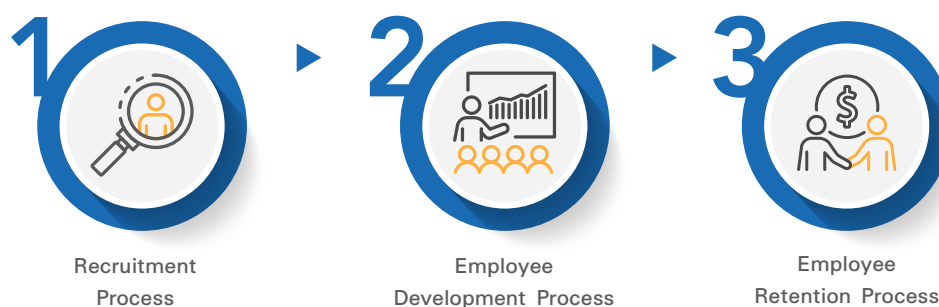 1
2
3
Recruitment
Process
Employee
Development Process
Employee
Retention Process
$